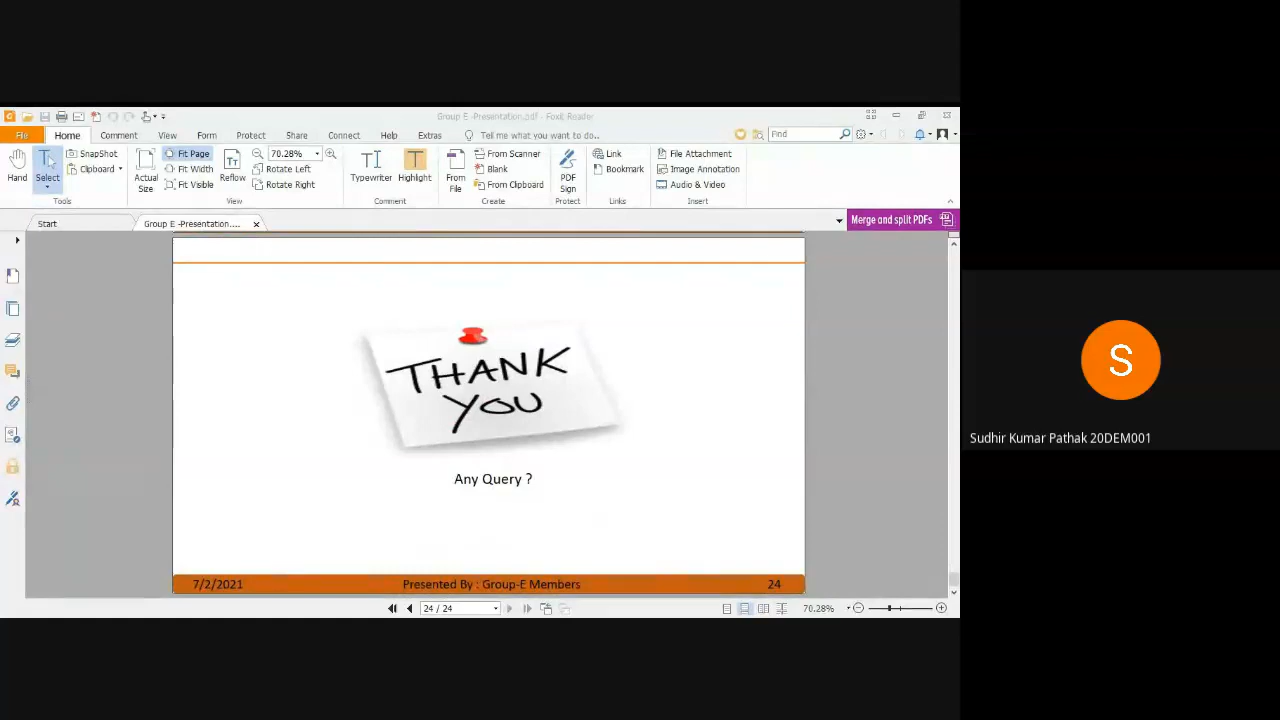 Group E -Presentation.pdf - Foxit Reader
File Home Comment View Form Protect Share Connect Help Extras Tell me what you want to do.. Find
Hand
Select
SnapShot
Clipboard
Actual Size
Fit Page
Fit Width
Fit Visible
Reflow
70.28%
Rotate Left
Rotate Right
Typewriter
Highlight
From File
From Scanner
Blank
From Clipboard
PDF Sign
Link
Bookmark
File Attachment
Image Annotation
Audio & Video
Tools View Comment Create Protect Links Insert
Start Group E -Presentation.... Merge and split PDFs
THANK
YOU
Any Query ?
7/2/2021 Presented By : Group-E Members 24
24 / 24 70.28%
S
Sudhir Kumar Pathak 20DEM001